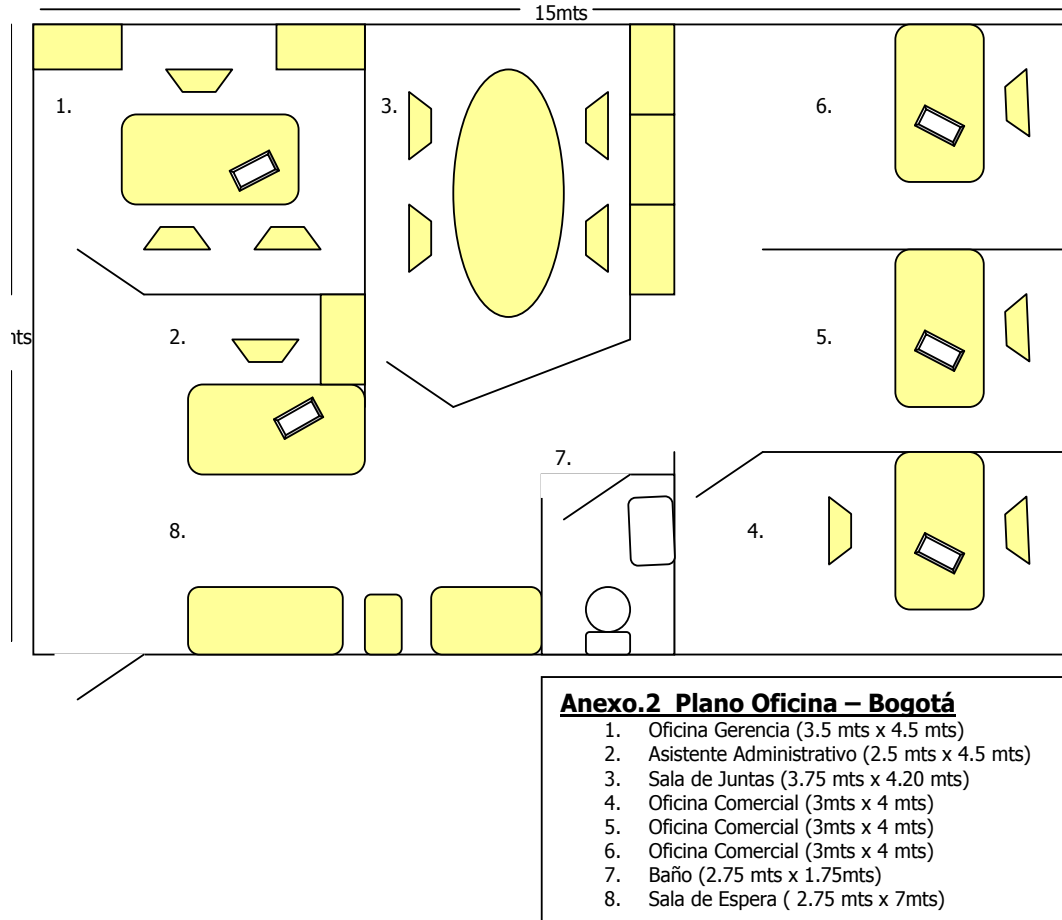 15mts
1.
3.
6.
2.
5.
7.
8.
4.
Anexo.2 Plano Oficina – Bogotá
1. Oficina Gerencia (3.5 mts x 4.5 mts)
2. Asistente Administrativo (2.5 mts x 4.5 mts)
3. Sala de Juntas (3.75 mts x 4.20 mts)
4. Oficina Comercial (3mts x 4 mts)
5. Oficina Comercial (3mts x 4 mts)
6. Oficina Comercial (3mts x 4 mts)
7. Baño (2.75 mts x 1.75mts)
8. Sala de Espera ( 2.75 mts x 7mts)